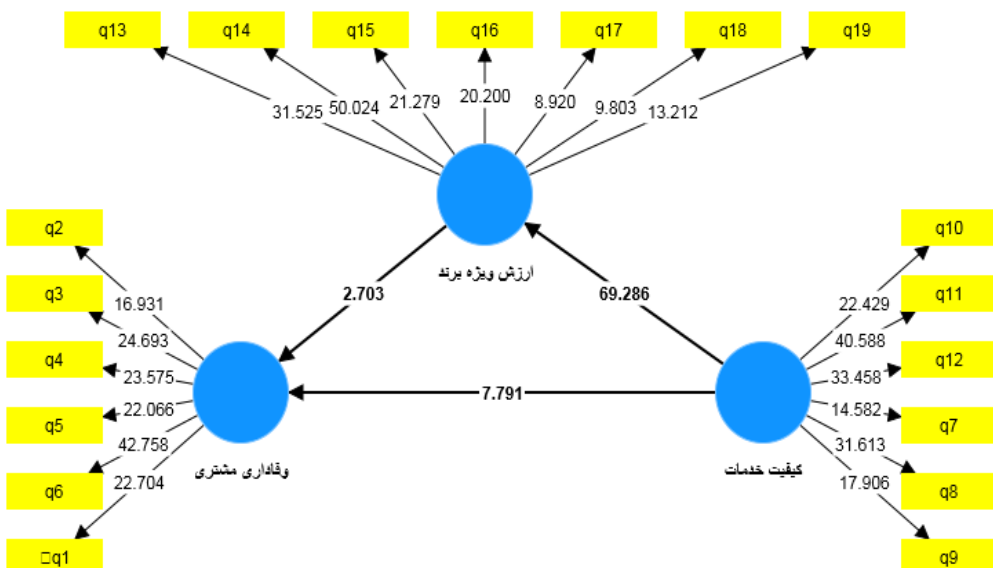 q13 q14 q15 q16 q17 q18 q19
31.525 50.024 21.279 20.200 8.920 9.803 13.212
ارزش ویژه برند
q2
q3
q4
q5
q6
□q1
16.931
24.693
23.575
22.066
42.758
22.704
وفاداری مشتری
2.703
69.286
7.791
q10
q11
q12
q7
q8
q9
22.429
40.588
33.458
14.582
31.613
17.906
کیفیت خدمات